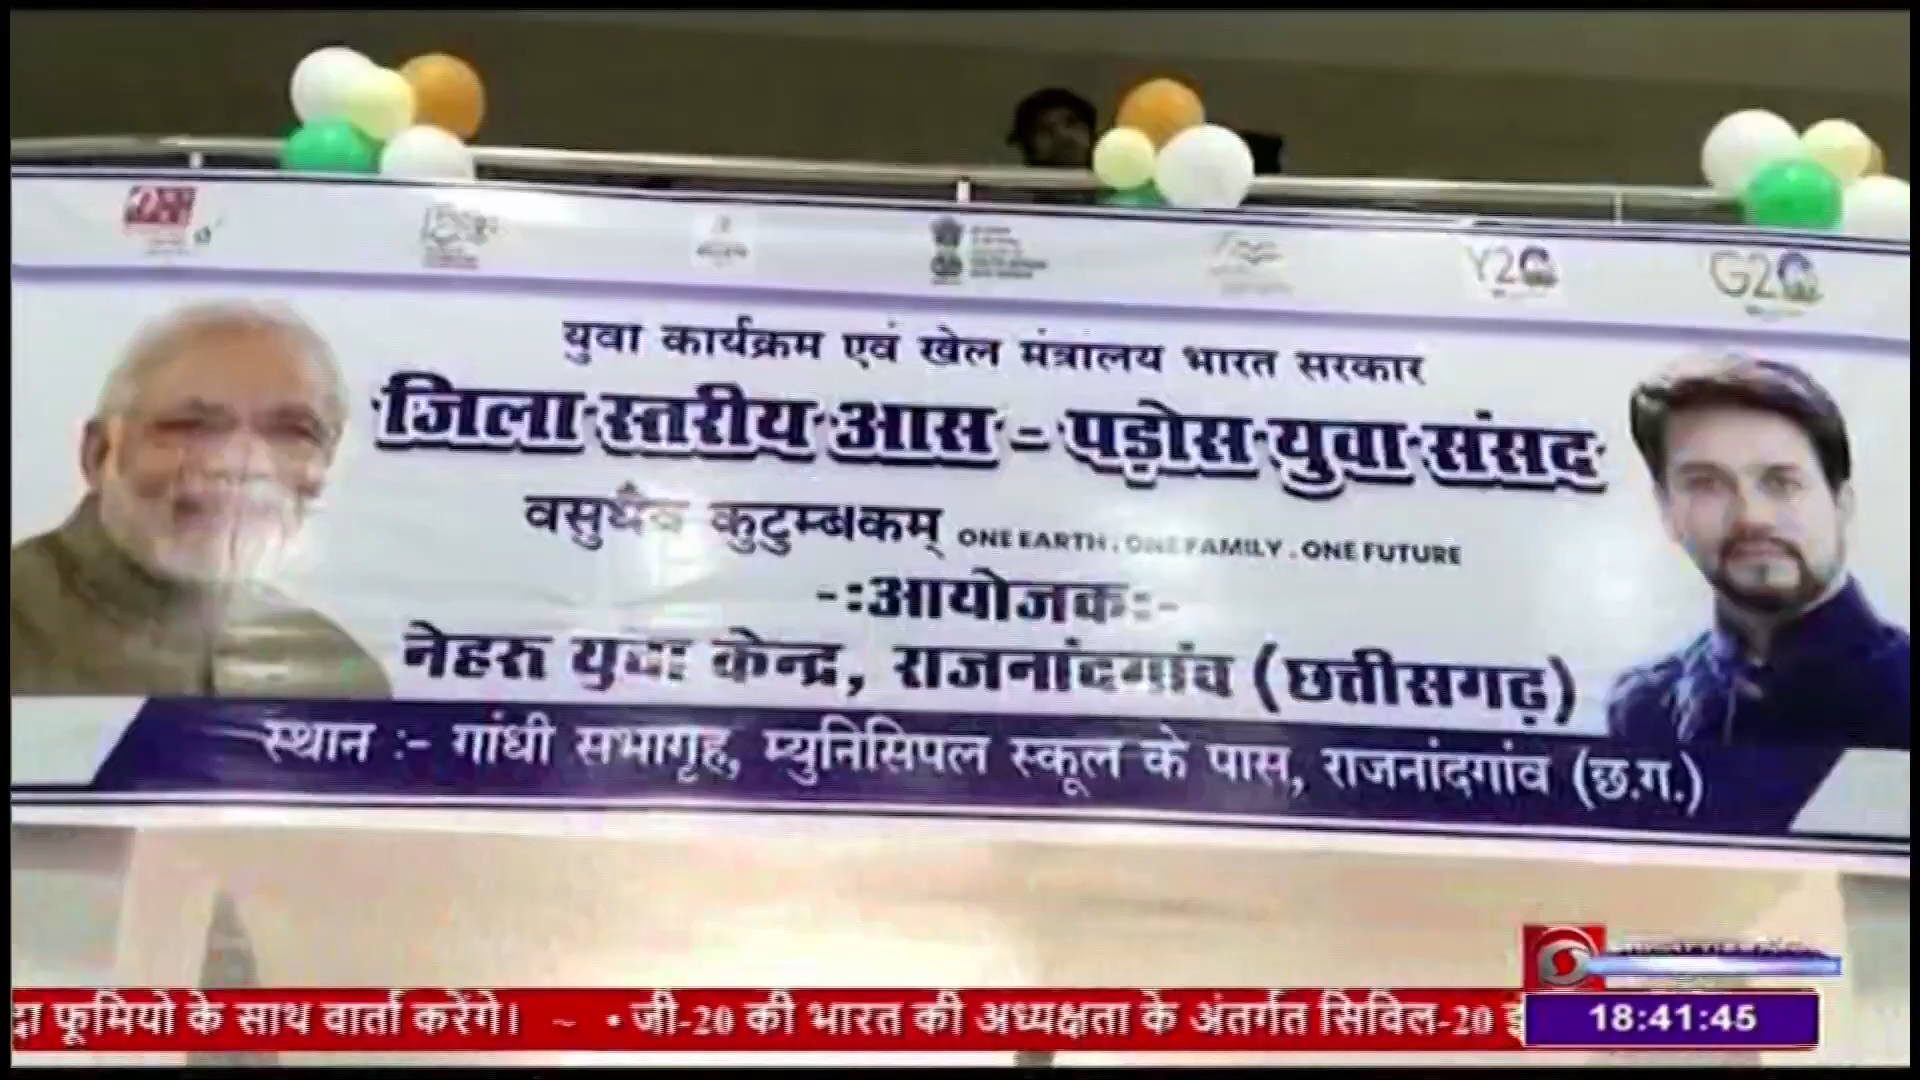 Y20
G20
युवा कार्यक्रम एवं खेल मंत्रालय भारत सरकार
जिला स्तरीय आस - पड़ोस युवा संसद
वसुधैव कुटुम्बकम् ONE EARTH . ONE FAMILY . ONE FUTURE
-:आयोजक:-
नेहरू युवा केन्द्र, राजनांदगांव (छत्तीसगढ़)
स्थान :- गांधी सभागृह, म्युनिसिपल स्कूल के पास, राजनांदगांव (छ.ग.)
फूमियो के साथ वार्ता करेंगे। ~ • जी-20 की भारत की अध्यक्षता के अंतर्गत सिविल-20
18:41:45